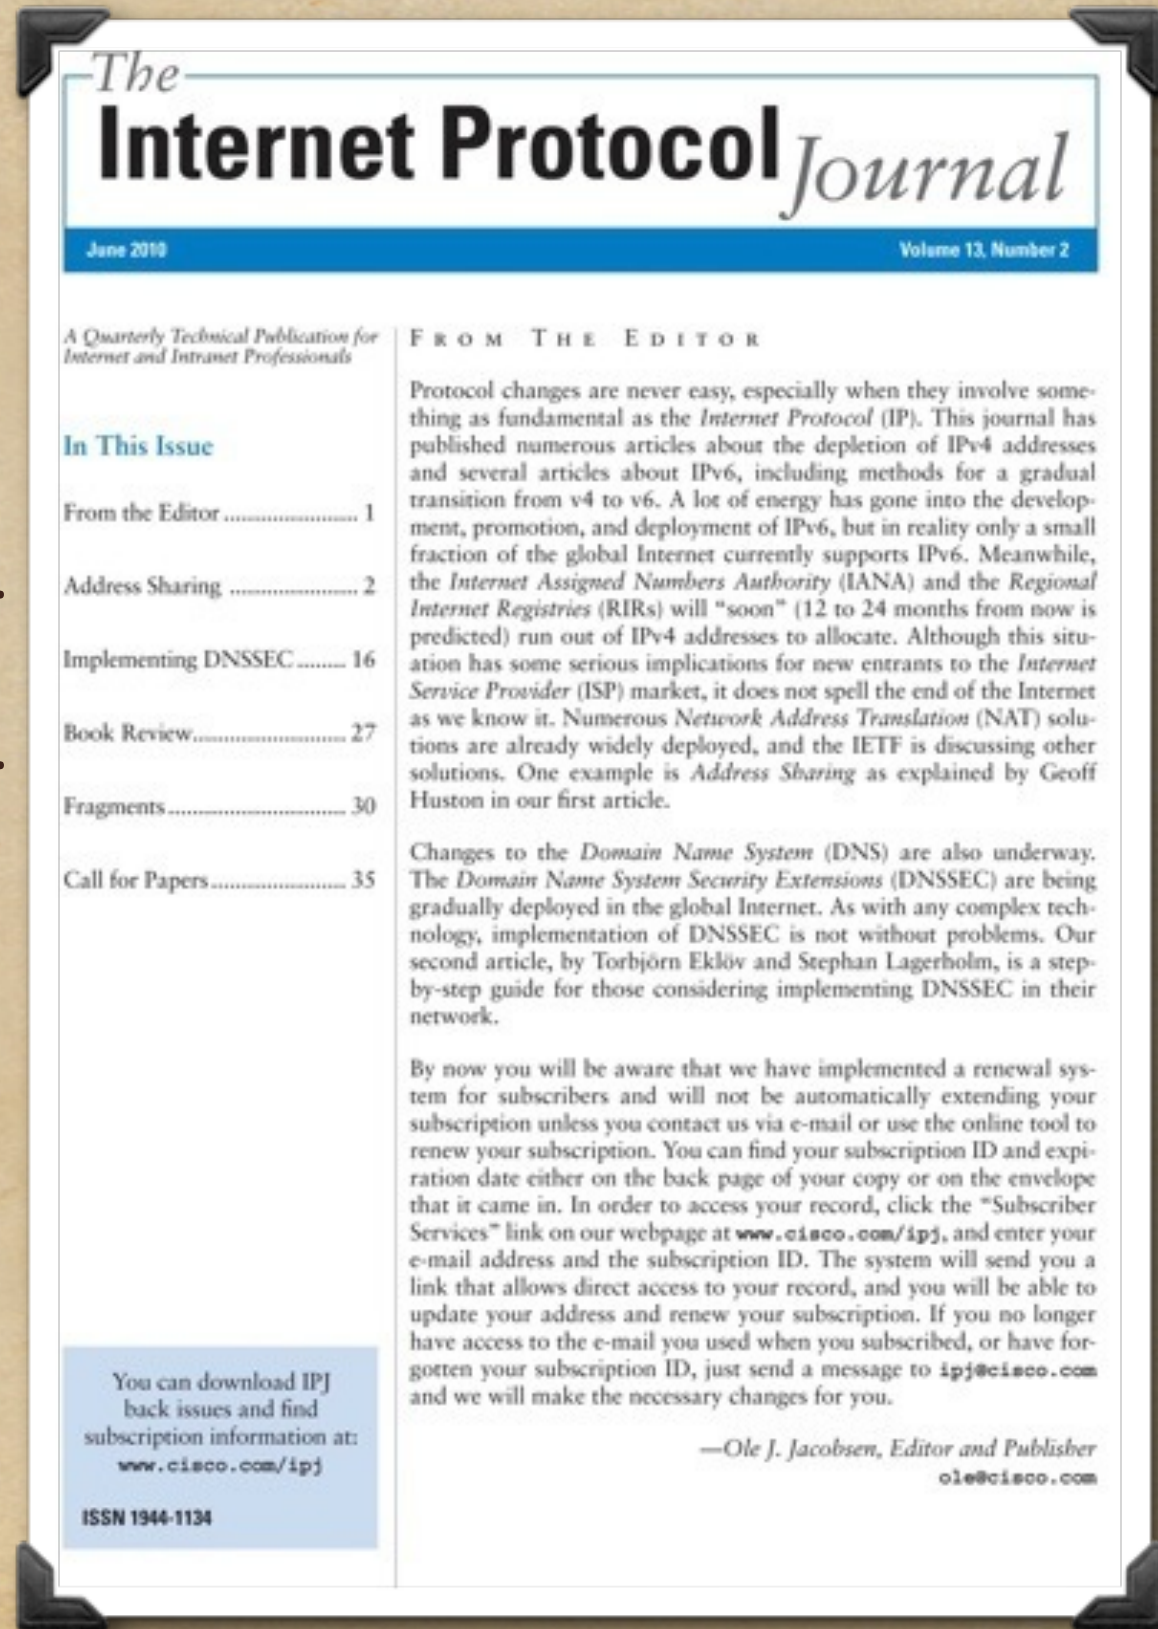 The
Internet Protocol Journal
June 2010
Volume 13, Number 2
A Quarterly Technical Publication for
Internet and Intranet Professionals
In This Issue
From the Editor ........................ 1
Address Sharing ...................... 2
Implementing DNSSEC ........ 16
Book Review.......................... 27
Fragments .............................. 30
Call for Papers ....................... 35
You can download IPJ
back issues and find
subscription information at:
www.cisco.com/ipj
ISSN 1944-1134
From The Editor
Protocol changes are never easy, especially when they involve some-
thing as fundamental as the Internet Protocol (IP). This journal has
published numerous articles about the depletion of IPv4 addresses
and several articles about IPv6, including methods for a gradual
transition from v4 to v6. A lot of energy has gone into the develop-
ment, promotion, and deployment of IPv6, but in reality only a small
fraction of the global Internet currently supports IPv6. Meanwhile,
the Internet Assigned Numbers Authority (IANA) and the Regional
Internet Registries (RIRs) will "soon" (12 to 24 months from now is
predicted) run out of IPv4 addresses to allocate. Although this situ-
ation has some serious implications for new entrants to the Internet
Service Provider (ISP) market, it does not spell the end of the Internet
as we know it. Numerous Network Address Translation (NAT) solu-
tions are already widely deployed, and the IETF is discussing other
solutions. One example is Address Sharing as explained by Geoff
Huston in our first article.
Changes to the Domain Name System (DNS) are also underway.
The Domain Name System Security Extensions (DNSSEC) are being
gradually deployed in the global Internet. As with any complex tech-
nology, implementation of DNSSEC is not without problems. Our
second article, by Torbjörn Eklöv and Stephan Lagerholm, is a step-
by-step guide for those considering implementing DNSSEC in their
network.
By now you will be aware that we have implemented a renewal sys-
tem for subscribers and will not be automatically extending your
subscription unless you contact us via e-mail or use the online tool to
renew your subscription. You can find your subscription ID and expi-
ration date either on the back page of your copy or on the envelope
that it came in. In order to access your record, click the "Subscriber
Services" link on our webpage at www.cisco.com/ipj, and enter your
e-mail address and the subscription ID. The system will send you a
link that allows direct access to your record, and you will be able to
update your address and renew your subscription. If you no longer
have access to the e-mail you used when you subscribed, or have for-
gotten your subscription ID, just send a message to ipj@cisco.com
and we will make the necessary changes for you.
—Ole J. Jacobsen, Editor and Publisher
ole@cisco.com